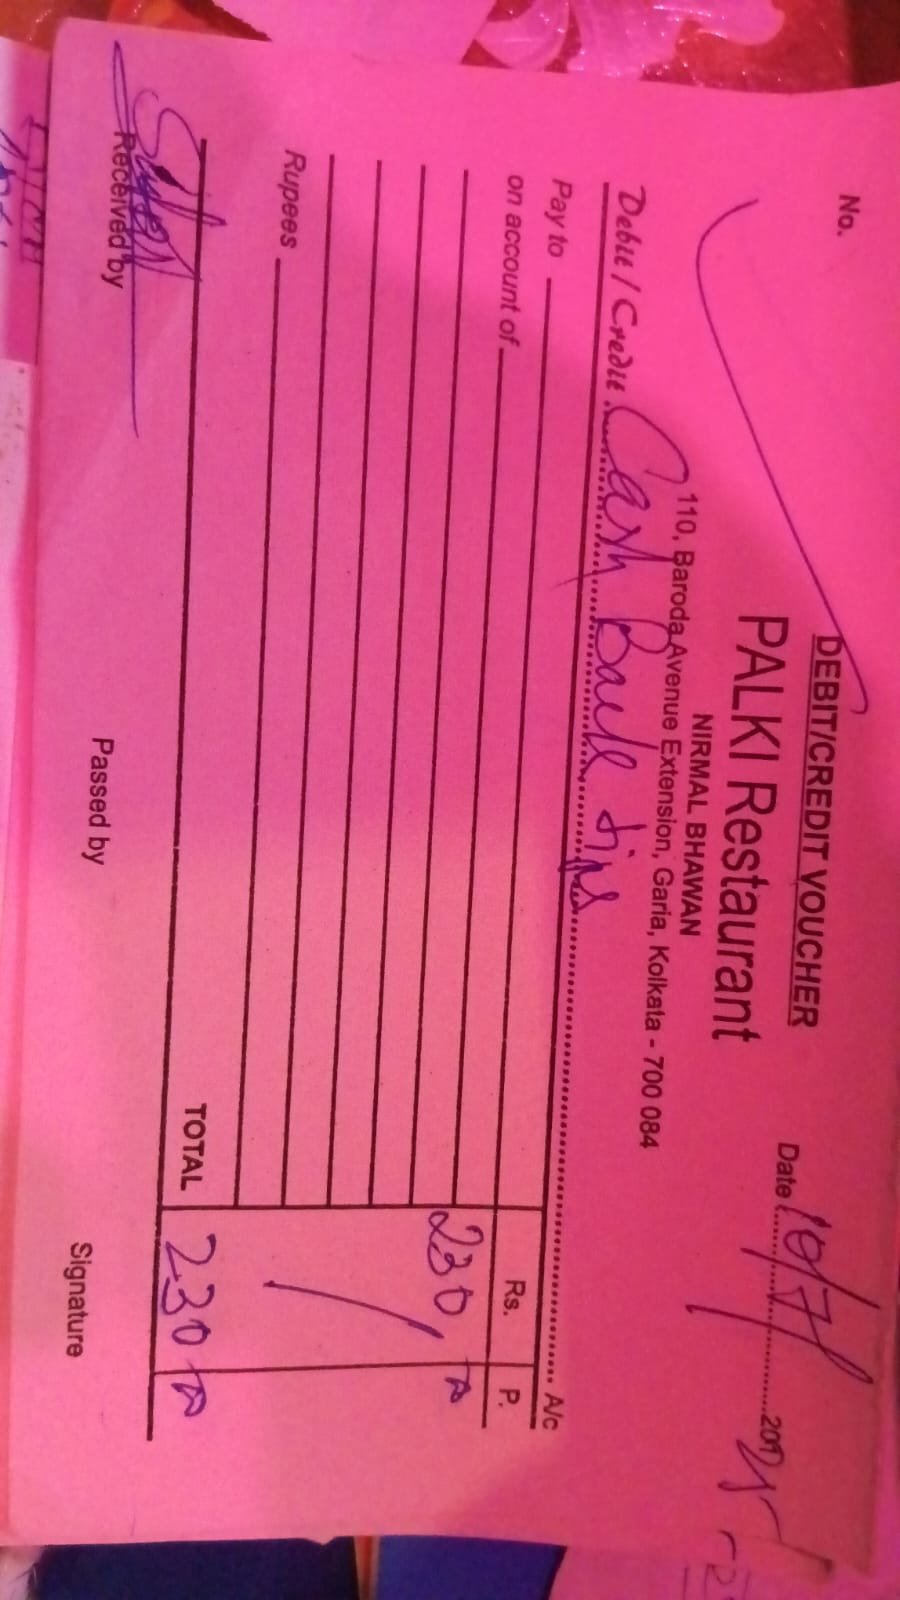 No.
DEBIT/CREDIT VOUCHER
PALKI Restaurant
NIRMAL BHAWAN
110, Baroda Avenue Extension, Garia, Kolkata - 700 084
Date 10/7/2025
Debit / Credit Cash Back A/c
Pay to
on account of Rs. P.
230
Rupees
TOTAL 230
Received by Passed by Signature